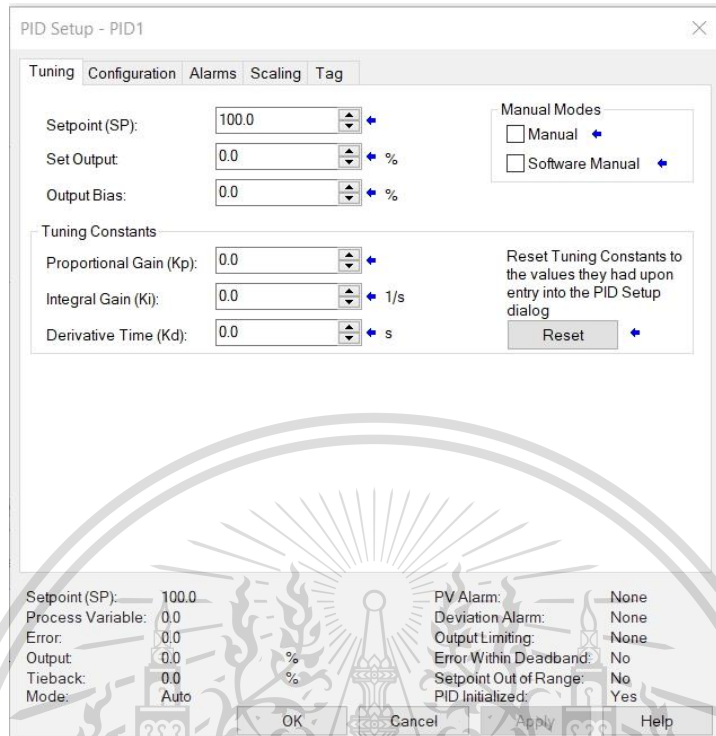 PID Setup - PID1
Tuning Configuration Alarms Scaling Tag
Setpoint (SP): 100.0
Set Output: 0.0 %
Output Bias: 0.0 %
Manual Modes
Manual
Software Manual
Tuning Constants
Proportional Gain (Kp): 0.0
Integral Gain (Ki): 0.0 1/s
Derivative Time (Kd): 0.0 s
Reset Tuning Constants to
the values they had upon
entry into the PID Setup
dialog
Reset
Setpoint (SP): 100.0
Process Variable: 0.0
Error: 0.0
Output: 0.0 %
Tieback: 0.0 %
Mode: Auto
PV Alarm: None
Deviation Alarm: None
Output Limiting: None
Error Within Deadband: No
Setpoint Out of Range: No
PID Initialized: Yes
OK Cancel Apply Help